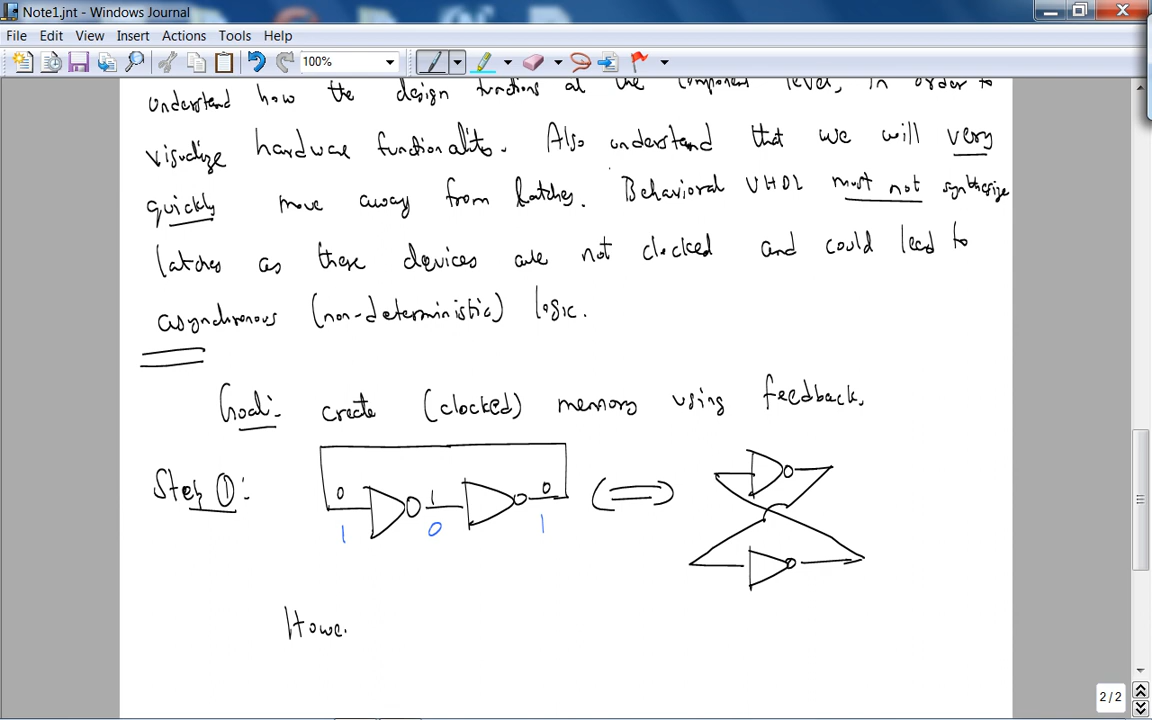 Note1.jnt - Windows Journal
File Edit View Insert Actions Tools Help
100%
understand how the design functions at the component level, in order to
visualize hardware functionality. Also understand that we will very
quickly move away from latches. Behavioral VHDL must not synthesize
latches as these devices are not clocked and could lead to
asynchronous (non-deterministic) logic.
Goal: create (clocked) memory using feedback.
Step ①:
0 1 0
1 0 1
Howe.
2 / 2